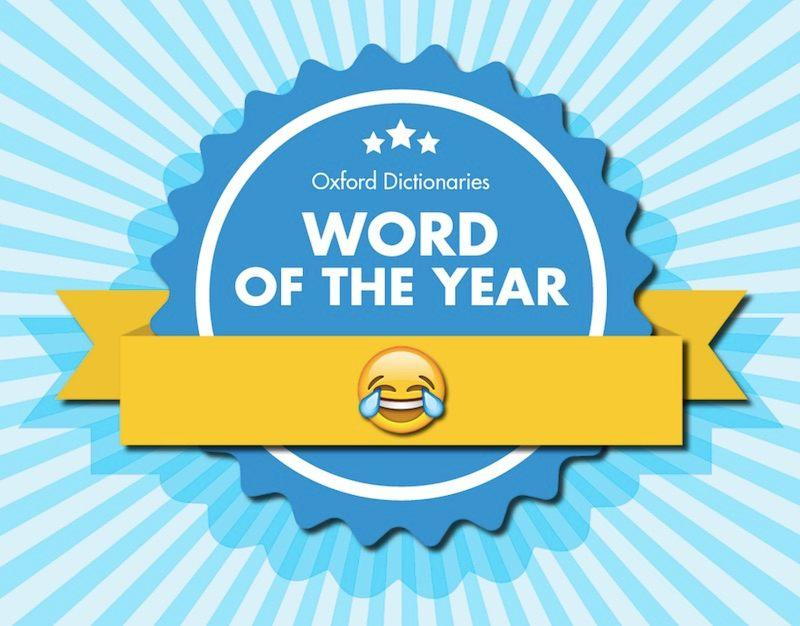 Oxford Dictionaries
WORD
OF THE YEAR
😂